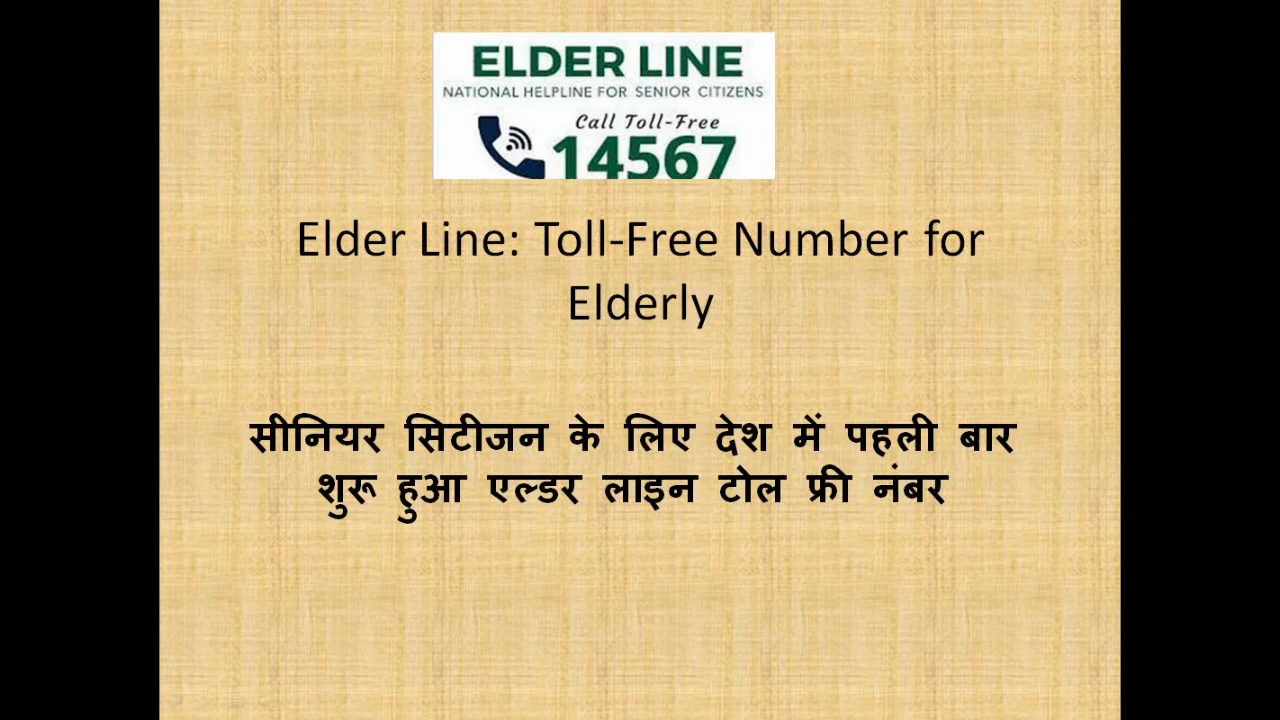 ELDER LINE
NATIONAL HELPLINE FOR SENIOR CITIZENS
Call Toll-Free
14567
Elder Line: Toll-Free Number for
Elderly
सीनियर सिटीजन के लिए देश में पहली बार
शुरू हुआ एल्डर लाइन टोल फ्री नंबर